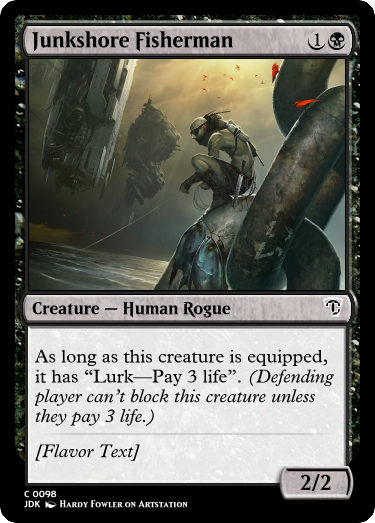 Junkshore Fisherman 1
Creature — Human Rogue
As long as this creature is equipped,
it has “Lurk—Pay 3 life”. (Defending
player can’t block this creature unless
they pay 3 life.)
[Flavor Text]
2/2
C 0098
JDK Hardy Fowler on Artstation